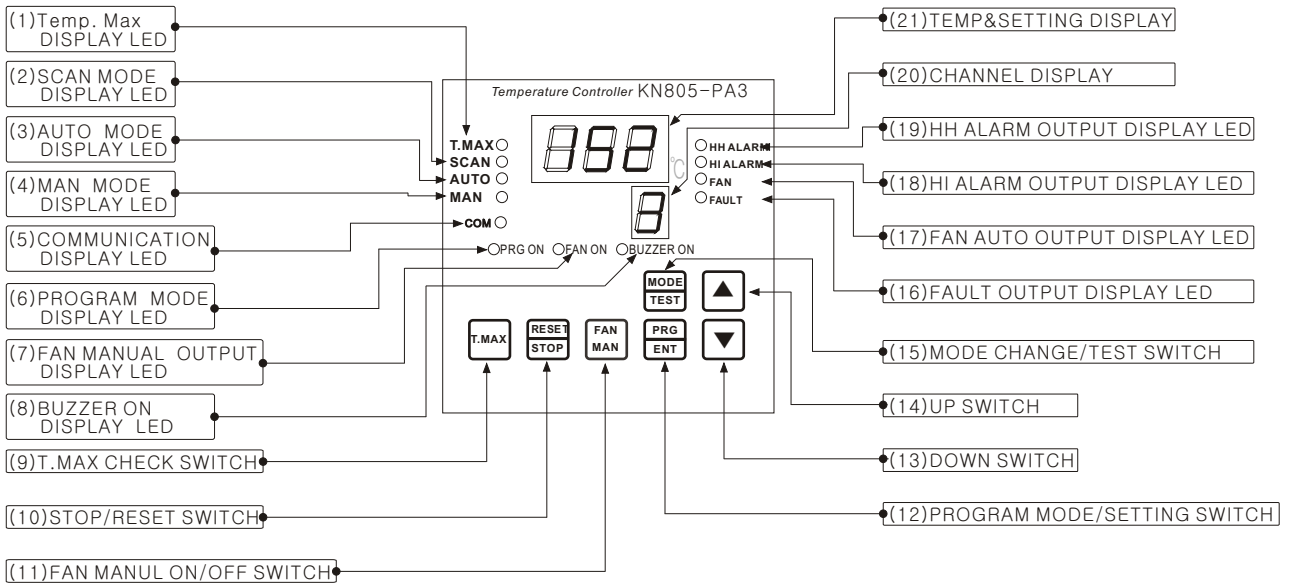 (1)Temp. Max
DISPLAY LED
(2)SCAN MODE
DISPLAY LED
(3)AUTO MODE
DISPLAY LED
(4)MAN MODE
DISPLAY LED
(5)COMMUNICATION
DISPLAY LED
(6)PROGRAM MODE
DISPLAY LED
(7)FAN MANUAL OUTPUT
DISPLAY LED
(8)BUZZER ON
DISPLAY LED
(9)T.MAX CHECK SWITCH
(10)STOP/RESET SWITCH
(11)FAN MANUL ON/OFF SWITCH
Temperature Controller KN805-PA3
152
℃
3
T.MAX
SCAN
AUTO
MAN
COM
HH ALARM
HI ALARM
FAN
FAULT
PRG ON FAN ON BUZZER ON
MODE
TEST
▲
T.MAX
RESET
STOP
FAN
MAN
PRG
ENT
▼
(21)TEMP&SETTING DISPLAY
(20)CHANNEL DISPLAY
(19)HH ALARM OUTPUT DISPLAY LED
(18)HI ALARM OUTPUT DISPLAY LED
(17)FAN AUTO OUTPUT DISPLAY LED
(16)FAULT OUTPUT DISPLAY LED
(15)MODE CHANGE/TEST SWITCH
(14)UP SWITCH
(13)DOWN SWITCH
(12)PROGRAM MODE/SETTING SWITCH